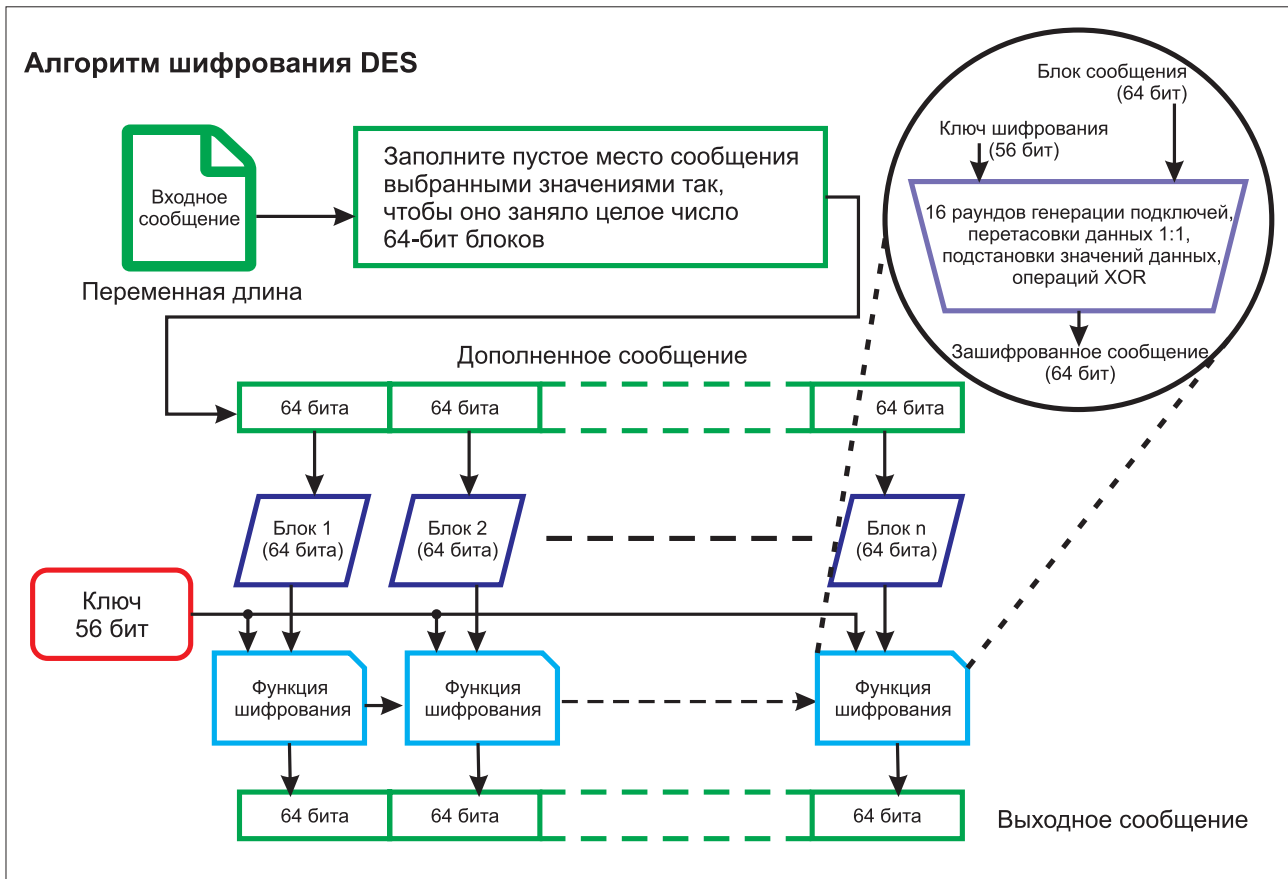 Алгоритм шифрования DES
Блок сообщения
(64 бит)
Ключ шифрования
(56 бит)
16 раундов генерации подключей,
перетасовки данных 1:1,
подстановки значений данных,
операций XOR
Зашифрованное сообщение
(64 бит)
Входное
сообщение
Переменная длина
Заполните пустое место сообщения
выбранными значениями так,
чтобы оно заняло целое число
64-бит блоков
Дополненное сообщение
64 бита 64 бита 64 бита
Блок 1
(64 бита)
Блок 2
(64 бита)
Блок n
(64 бита)
Ключ
56 бит
Функция
шифрования
Функция
шифрования
Функция
шифрования
64 бита 64 бита 64 бита
Выходное сообщение